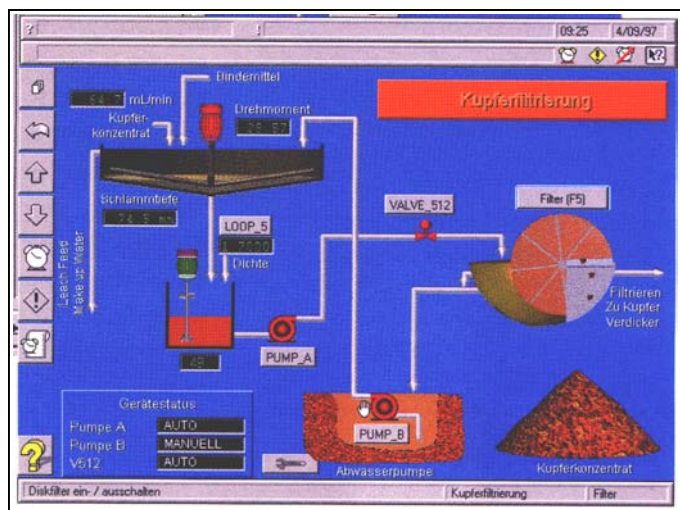 ?
!
09:25
4/09/97
Bindemittel
mL/min
Drehmoment
Kupfer-
konzentrat
Kupferfiltrierung
Schlammtiefe
LOOP_5
Dichte
VALVE_512
Filter (F5)
Leach Feed
Make up Water
Filtrieren
Zu Kupfer
Verdicker
PUMP_A
48
Gerätestatus
Pumpe A AUTO
Pumpe B MANUELL
V512 AUTO
PUMP_B
Abwasserpumpe
Kupferkonzentrat
Diskfilter ein- / ausschalten
Kupferfiltrierung
Filter